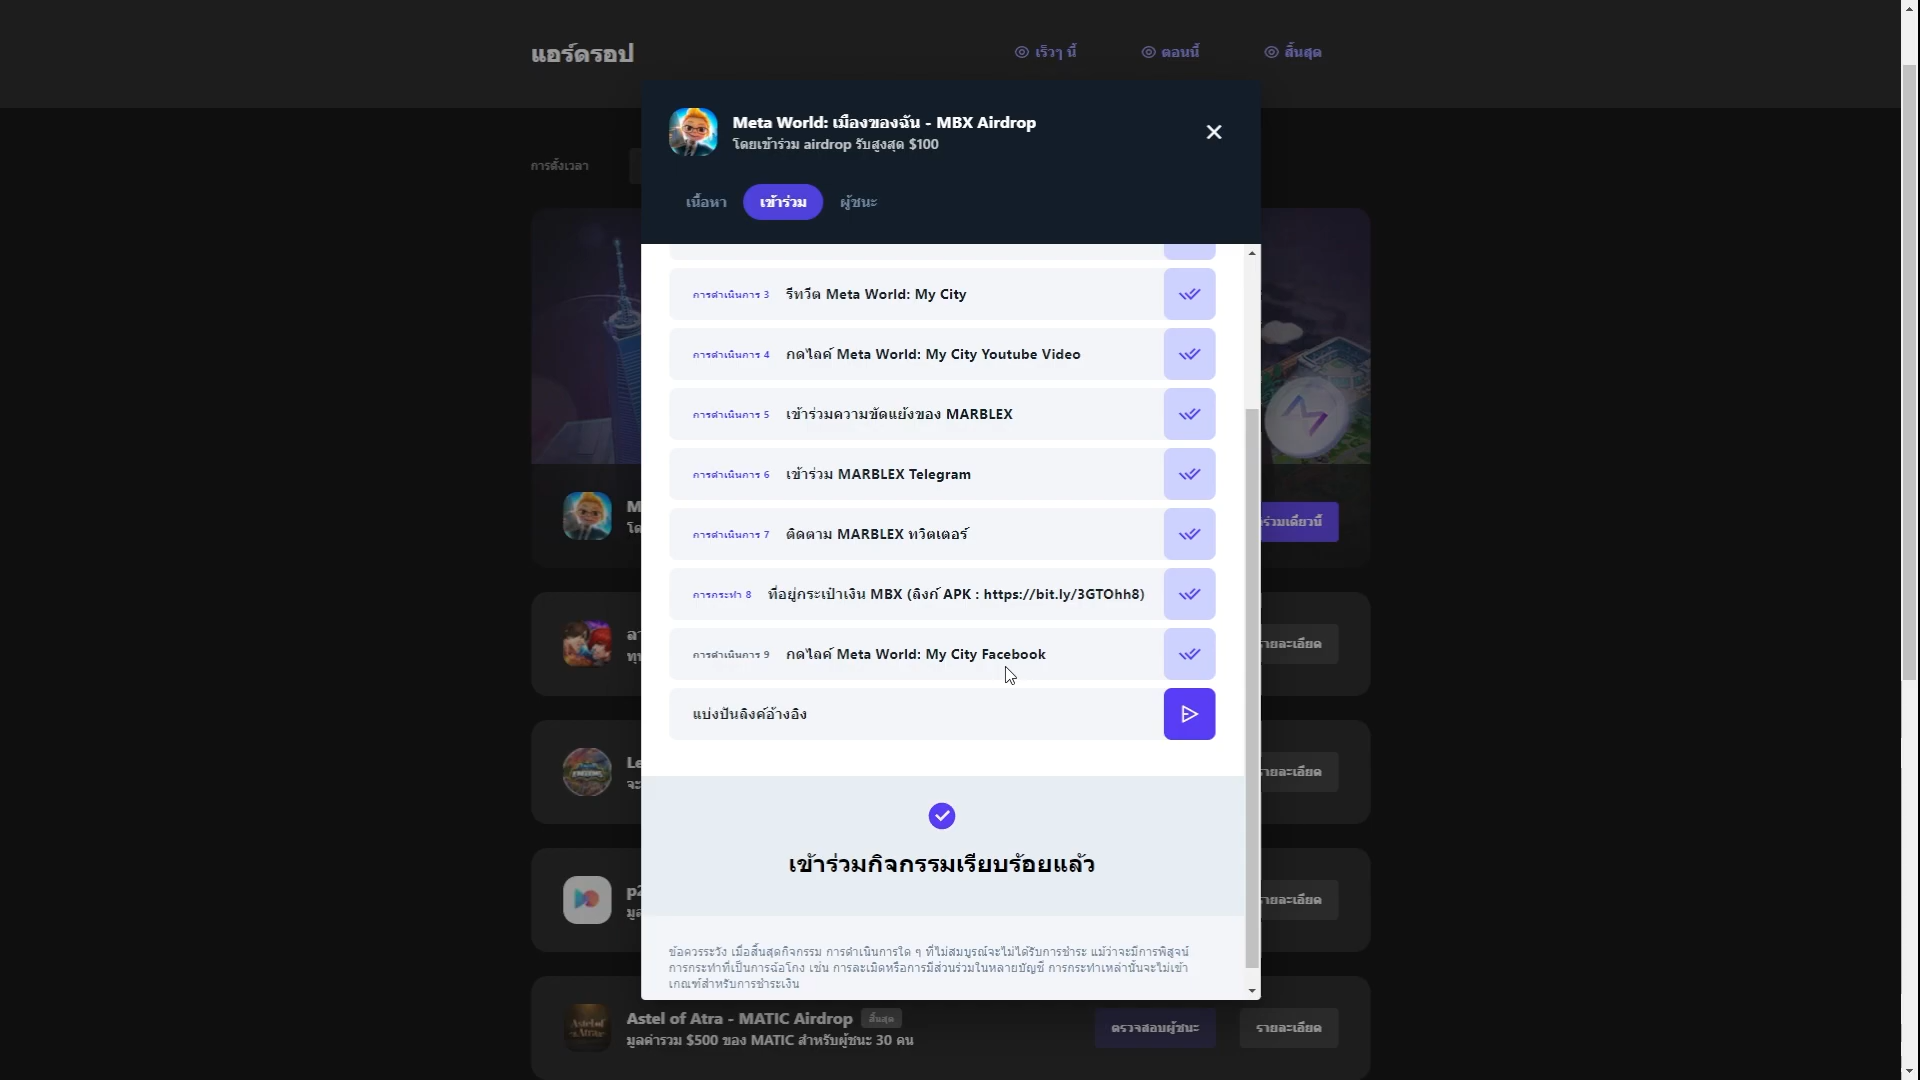 แอร์ดรอป
เร็วๆ นี้
ตอนนี้
สิ้นสุด
การตั้งเวลา
Meta World: เมืองของฉัน - MBX Airdrop
โดยเข้าร่วม airdrop รับสูงสุด $100
เนื้อหา
เข้าร่วม
ผู้ชนะ
การดำเนินการ 3 รีทวีต Meta World: My City
การดำเนินการ 4 กดไลค์ Meta World: My City Youtube Video
การดำเนินการ 5 เข้าร่วมความขัดแย้งของ MARBLEX
การดำเนินการ 6 เข้าร่วม MARBLEX Telegram
การดำเนินการ 7 ติดตาม MARBLEX ทวิตเตอร์
การกระทำ 8 ที่อยู่กระเป๋าเงิน MBX (ลิงก์ APK : https://bit.ly/3GTOhh8)
การดำเนินการ 9 กดไลค์ Meta World: My City Facebook
แบ่งปันลิงค์อ้างอิง
เข้าร่วมกิจกรรมเรียบร้อยแล้ว
ข้อควรระวัง เมื่อสิ้นสุดกิจกรรม การดำเนินการใด ๆ ที่ไม่สมบูรณ์จะไม่ได้รับการชำระ แม้ว่าจะมีการพิสูจน์
การกระทำที่เป็นการฉ้อโกง เช่น การละเมิดหรือการมีส่วนร่วมในหลายบัญชี การกระทำเหล่านั้นจะไม่เข้า
เกณฑ์สำหรับการชำระเงิน
ร่วมเดี๋ยวนี้
รายละเอียด
รายละเอียด
รายละเอียด
Astel of Atra - MATIC Airdrop สิ้นสุด
มูลค่ารวม $500 ของ MATIC สำหรับผู้ชนะ 30 คน
ตรวจสอบผู้ชนะ
รายละเอียด